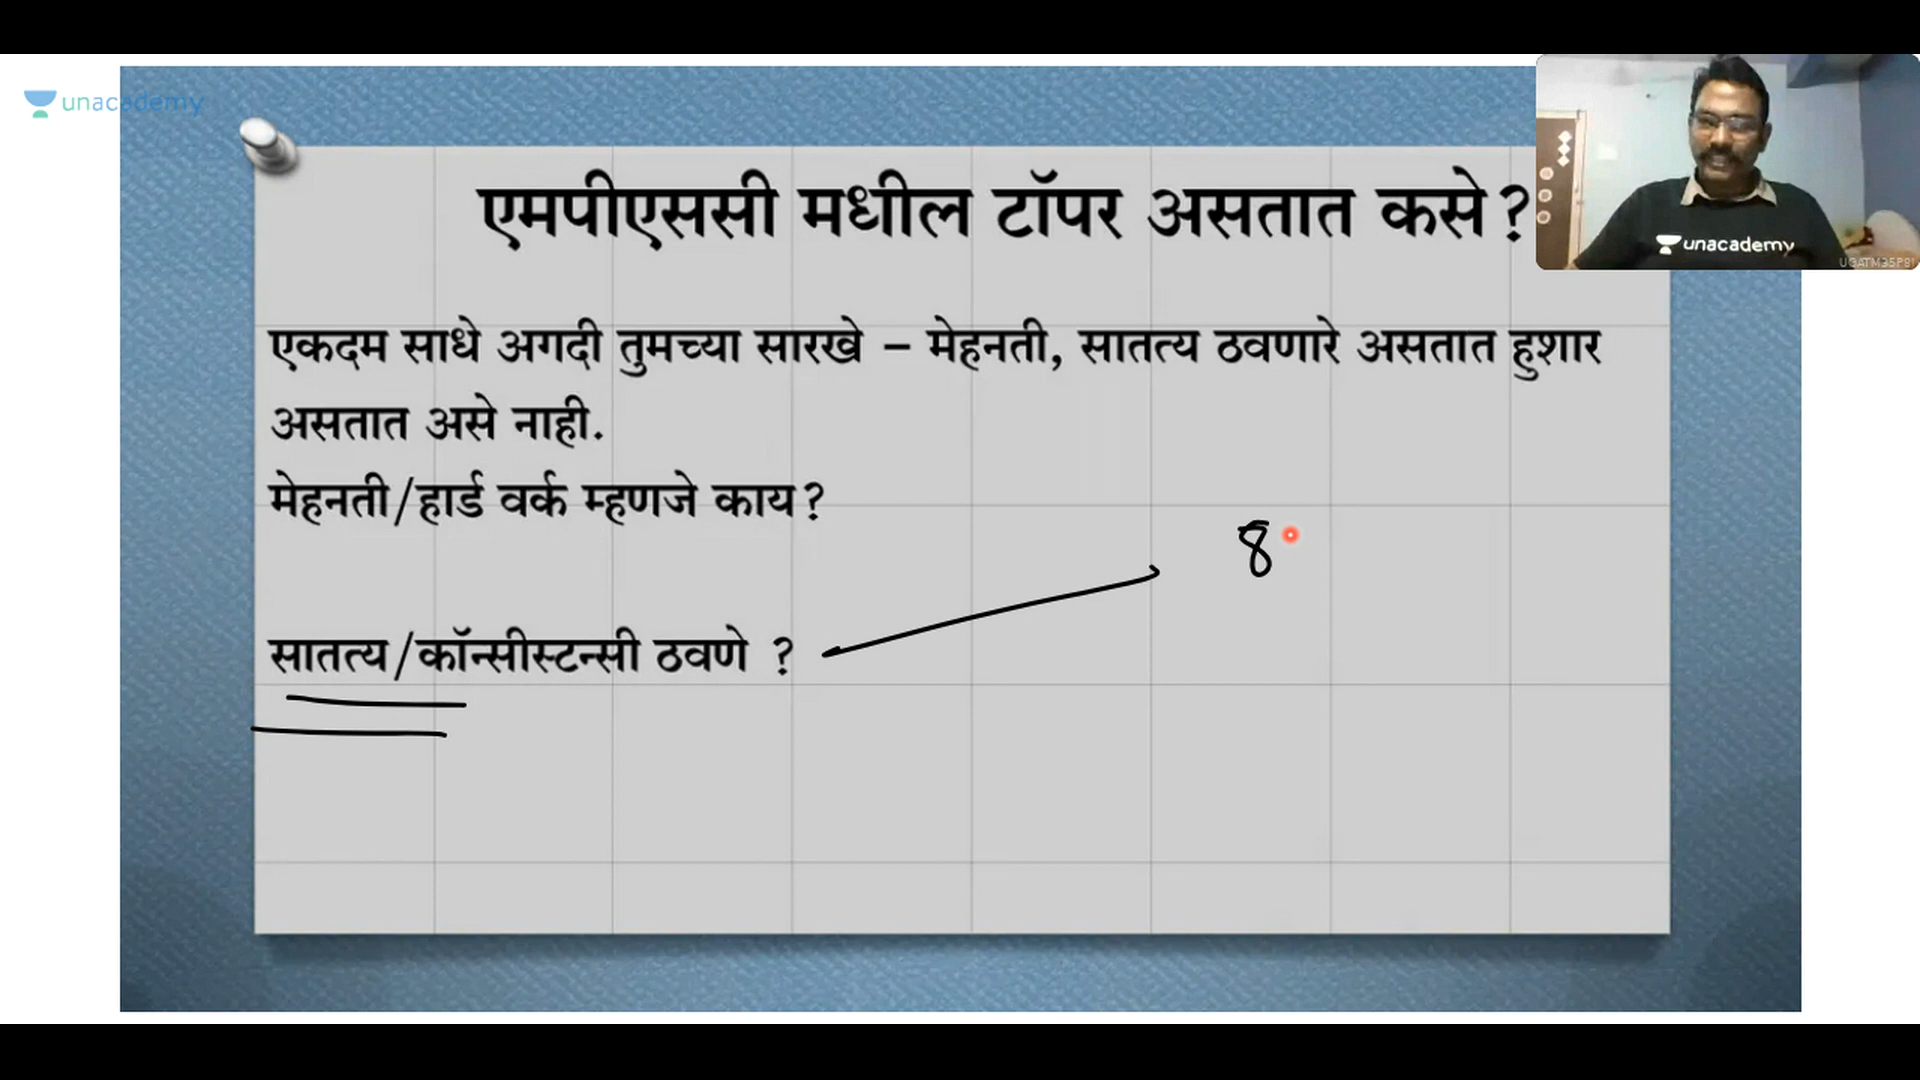 unacademy
एमपीएससी मधील टॉपर असतात कसे?
unacademy
UGATM35P81
एकदम साधे अगदी तुमच्या सारखे – मेहनती, सातत्य ठवणारे असतात हुशार
असतात असे नाही.
मेहनती/हार्ड वर्क म्हणजे काय?
8
सातत्य/कॉन्सीस्टन्सी ठवणे ?